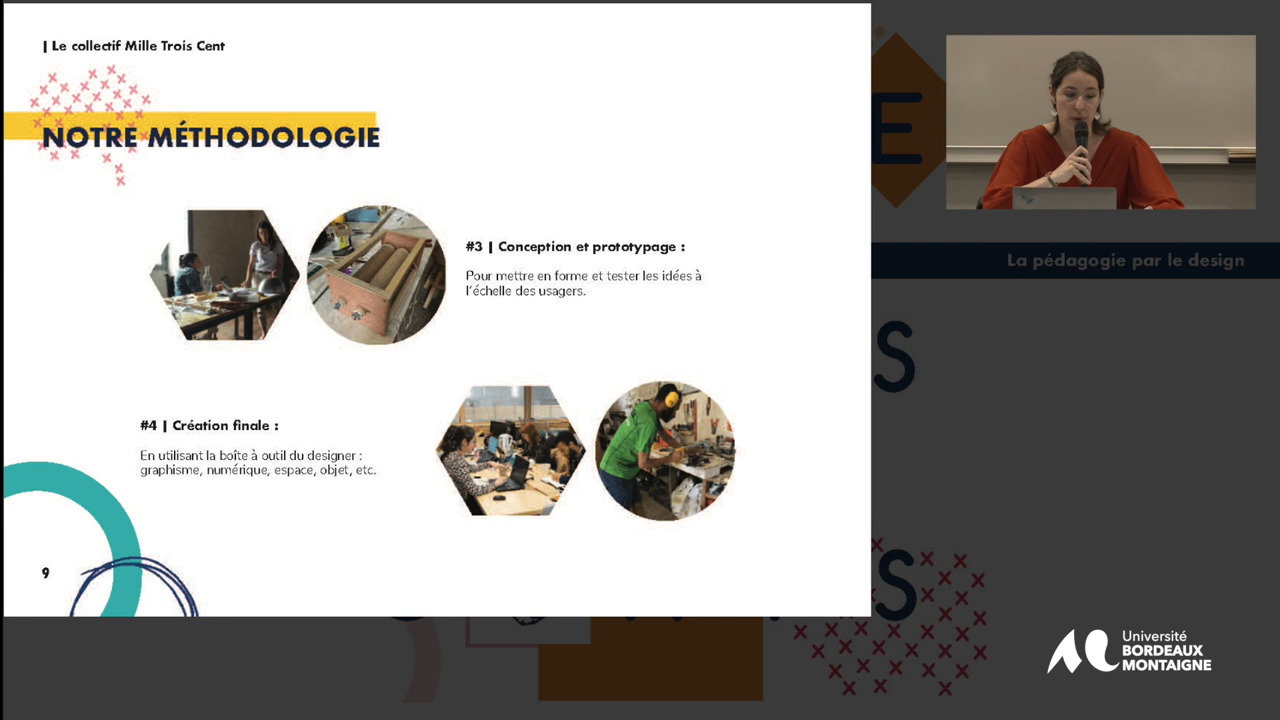 | Le collectif Mille Trois Cent
NOTRE MÉTHODOLOGIE
#3 | Conception et prototypage :
Pour mettre en forme et tester les idées à
l'échelle des usagers.
#4 | Création finale :
En utilisant la boîte à outil du designer :
graphisme, numérique, espace, objet, etc.
9
E
La pédagogie par le design
S
S
Université
BORDEAUX
MONTAIGNE